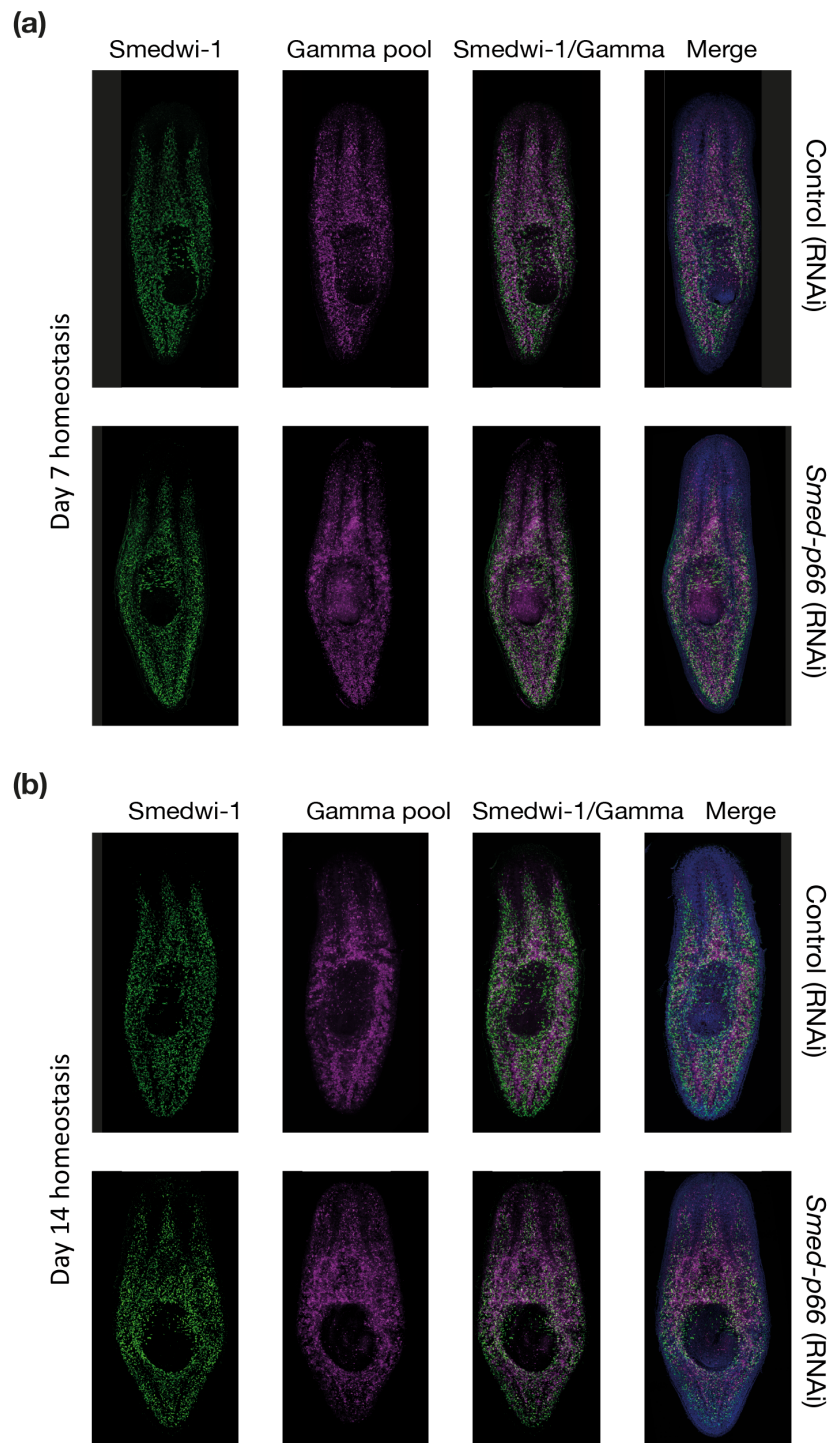 (a)
Smedwi-1 Gamma pool Smedwi-1/Gamma Merge
Day 7 homeostasis
Control (RNAi)
Smed-p66 (RNAi)
(b)
Smedwi-1 Gamma pool Smedwi-1/Gamma Merge
Day 14 homeostasis
Control (RNAi)
Smed-p66 (RNAi)